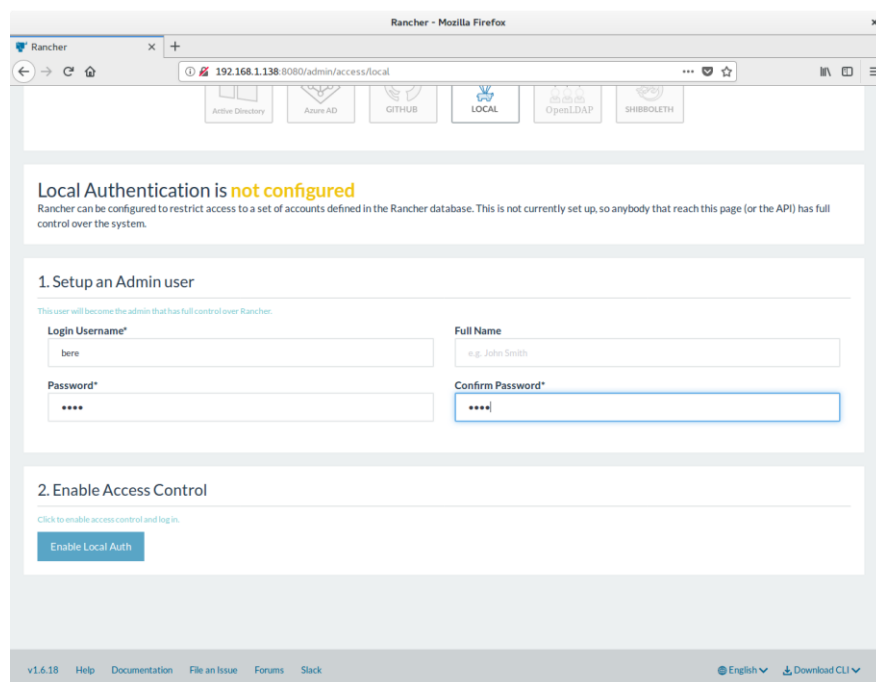 Rancher - Mozilla Firefox
Rancher
192.168.1.138:8080/admin/access/local
Active Directory
Azure AD
GITHUB
LOCAL
OpenLDAP
SHIBBOLETH
Local Authentication is not configured
Rancher can be configured to restrict access to a set of accounts defined in the Rancher database. This is not currently set up, so anybody that reach this page (or the API) has full
control over the system.
1. Setup an Admin user
This user will become the admin that has full control over Rancher.
Login Username*
Full Name
bere
e.g. John Smith
Password*
Confirm Password*
••••
••••
2. Enable Access Control
Click to enable access control and log in.
Enable Local Auth
v1.6.18 Help Documentation File an Issue Forums Slack English Download CLI